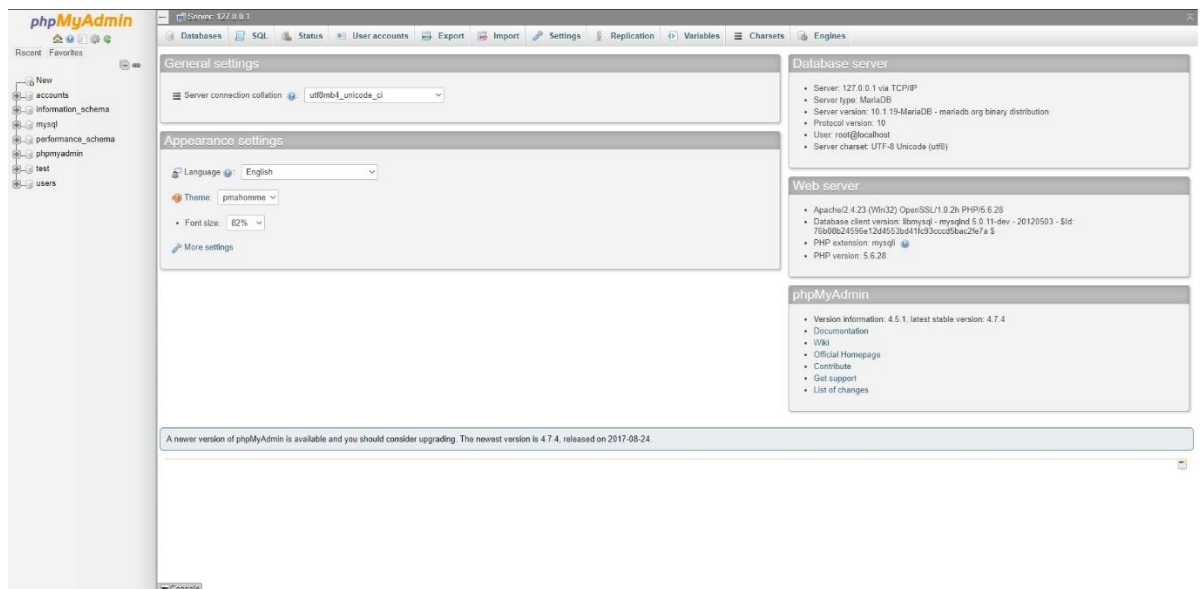 phpMyAdmin
Recent Favorites
New
accounts
information_schema
mysql
performance_schema
phpmyadmin
test
users
Server: 127.0.0.1
Databases SQL Status User accounts Export Import Settings Replication Variables Charsets Engines
General settings
Server connection collation : utf8mb4_unicode_ci
Appearance settings
Language : English
Theme: pmahomme
• Font size: 82%
More settings
Database server
• Server: 127.0.0.1 via TCP/IP
• Server type: MariaDB
• Server version: 10.1.19-MariaDB - mariadb.org binary distribution
• Protocol version: 10
• User: root@localhost
• Server charset: UTF-8 Unicode (utf8)
Web server
• Apache/2.4.23 (Win32) OpenSSL/1.0.2h PHP/5.6.28
• Database client version: libmysql - mysqlnd 5.0.11-dev - 20120503 - $Id:
76b08b24596e12d4553bd41fc93cccd5bac2fe7a $
• PHP extension: mysqli
• PHP version: 5.6.28
phpMyAdmin
• Version information: 4.5.1, latest stable version: 4.7.4
• Documentation
• Wiki
• Official Homepage
• Contribute
• Get support
• List of changes
A newer version of phpMyAdmin is available and you should consider upgrading. The newest version is 4.7.4, released on 2017-08-24.
Console